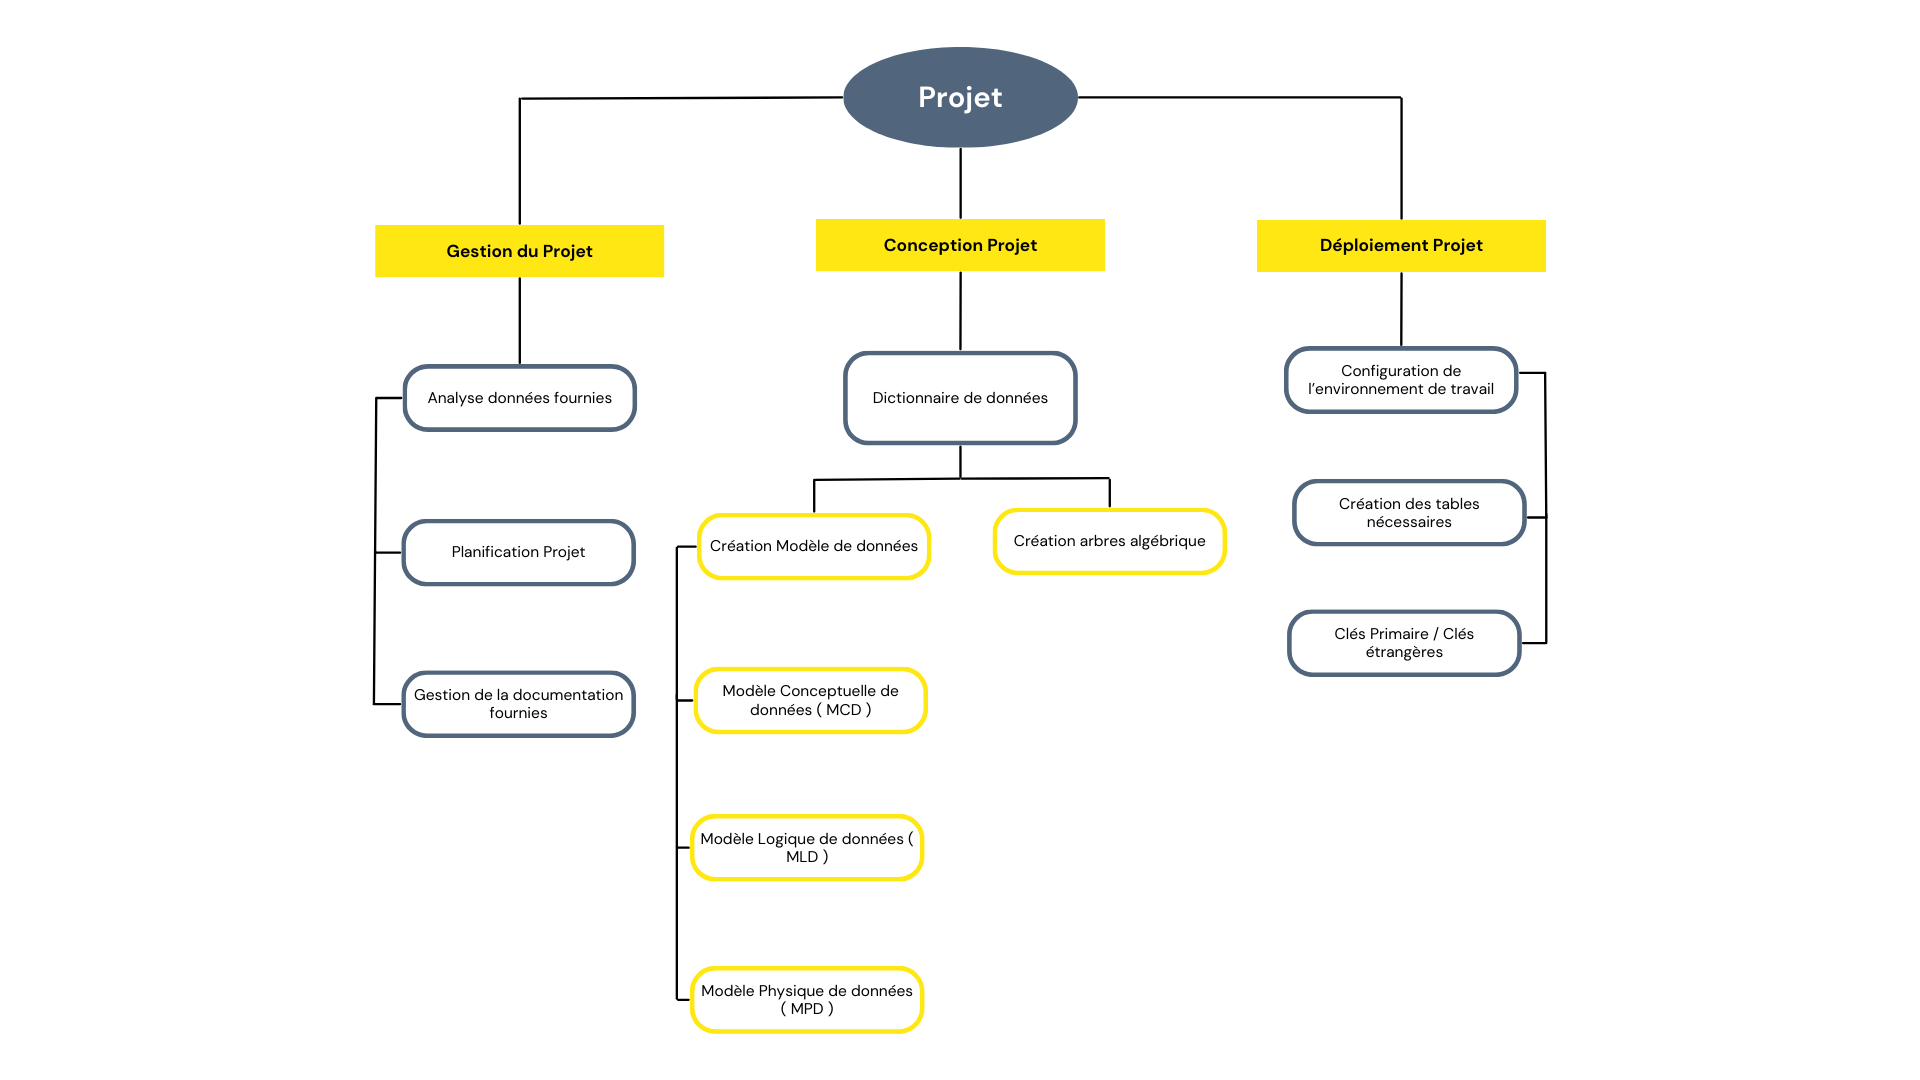 Projet
Gestion du Projet
Conception Projet
Déploiement Projet
Analyse données fournies
Planification Projet
Gestion de la documentation
fournies
Dictionnaire de données
Création Modèle de données
Création arbres algébrique
Modèle Conceptuelle de
données ( MCD )
Modèle Logique de données (
MLD )
Modèle Physique de données
( MPD )
Configuration de
l'environnement de travail
Création des tables
nécessaires
Clés Primaire / Clés
étrangères